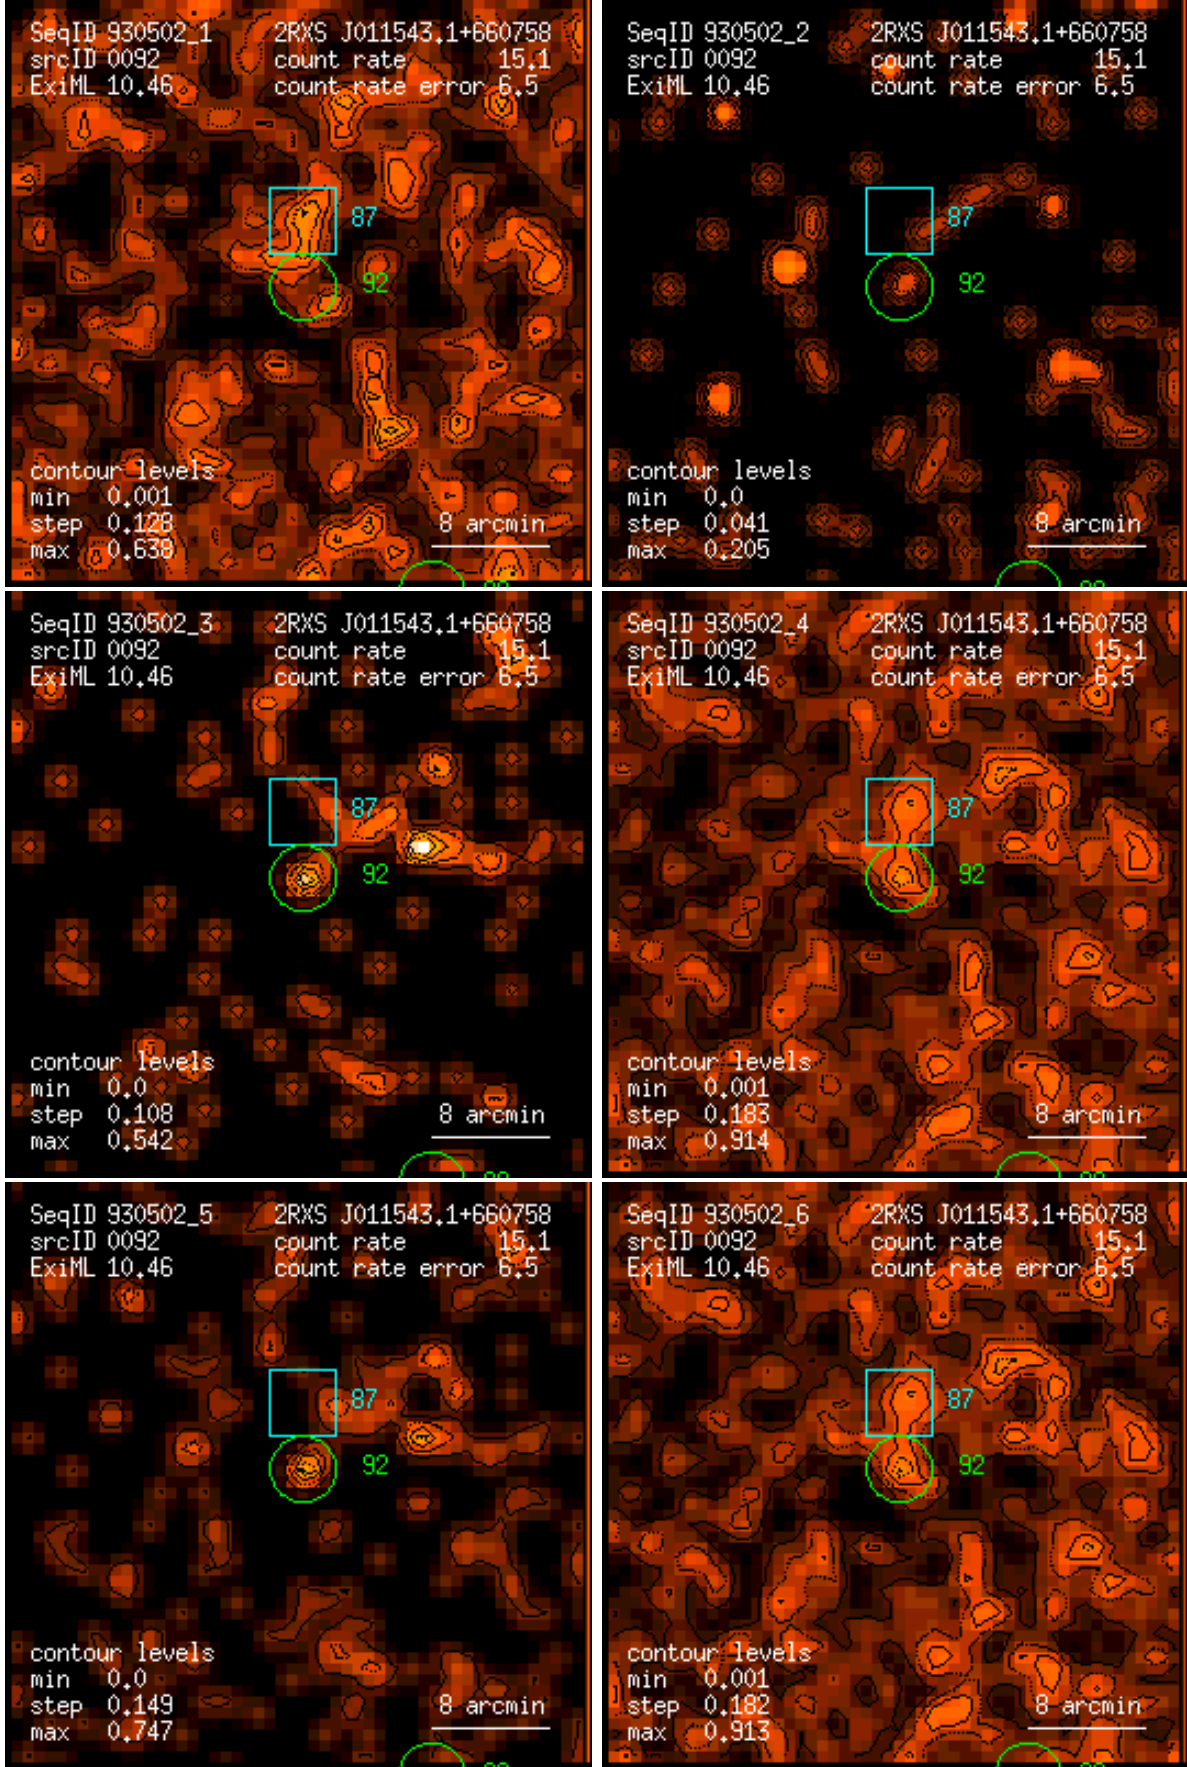 SeqID 930502_1 2RXS J011543.1+660758
srcID 0092 count rate 15.1
ExiML 10.46 count rate error 6.5
87
92
contour levels
min 0.001
step 0.128 8 arcmin
max 0.638
SeqID 930502_2 2RXS J011543.1+660758
srcID 0092 count rate 15.1
ExiML 10.46 count rate error 6.5
87
92
contour levels
min 0.0
step 0.041 8 arcmin
max 0.205
SeqID 930502_3 2RXS J011543.1+660758
srcID 0092 count rate 15.1
ExiML 10.46 count rate error 6.5
87
92
contour levels
min 0.0
step 0.108 8 arcmin
max 0.542
SeqID 930502_4 2RXS J011543.1+660758
srcID 0092 count rate 15.1
ExiML 10.46 count rate error 6.5
87
92
contour levels
min 0.001
step 0.183 8 arcmin
max 0.914
SeqID 930502_5 2RXS J011543.1+660758
srcID 0092 count rate 15.1
ExiML 10.46 count rate error 6.5
87
92
contour levels
min 0.0
step 0.149 8 arcmin
max 0.747
SeqID 930502_6 2RXS J011543.1+660758
srcID 0092 count rate 15.1
ExiML 10.46 count rate error 6.5
87
92
contour levels
min 0.001
step 0.182 8 arcmin
max 0.913